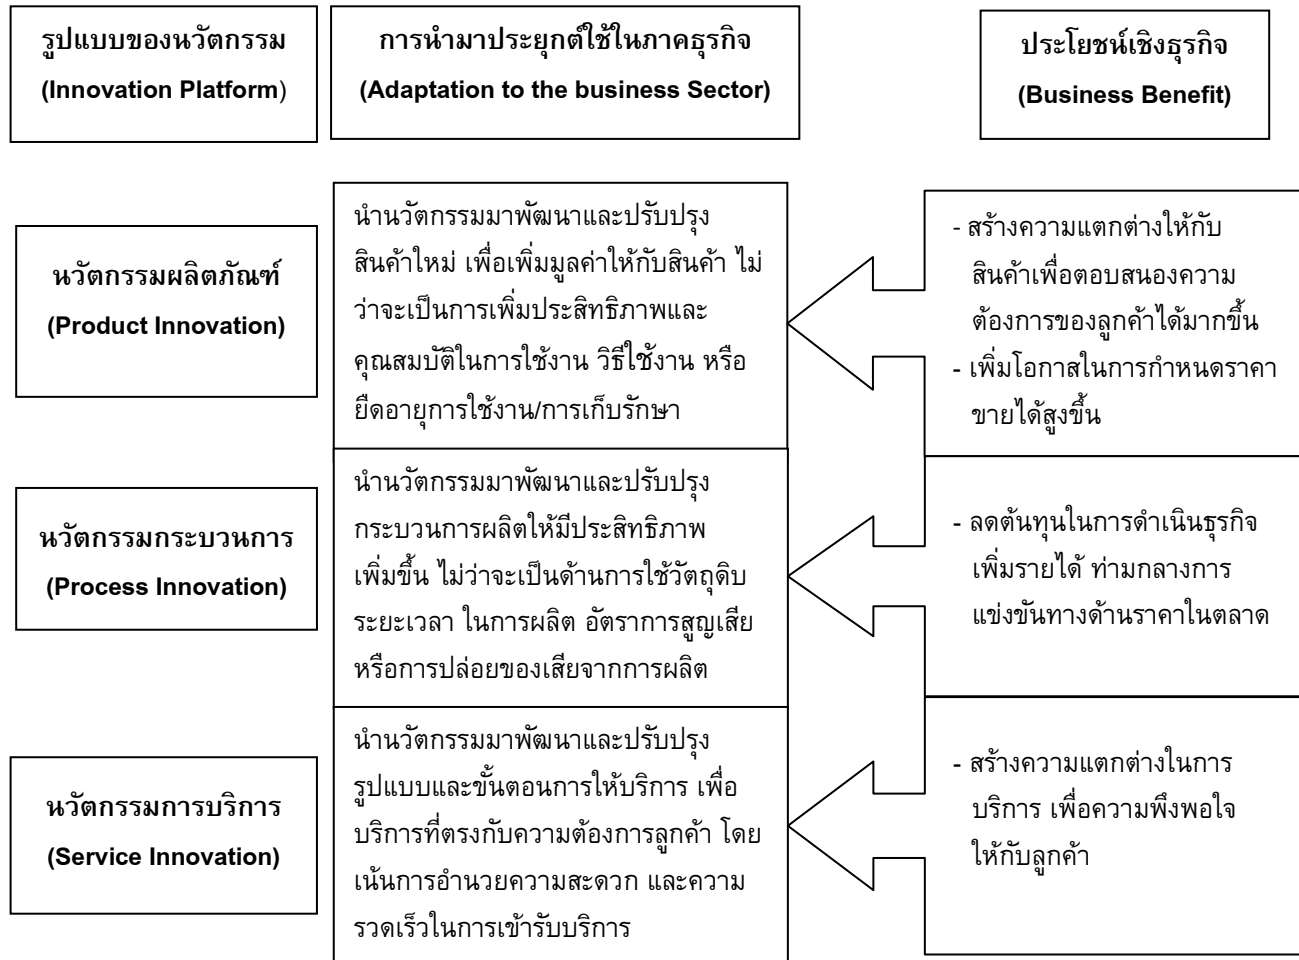 รูปแบบของนวัตกรรม
(Innovation Platform)
การนำมาประยุกต์ใช้ในภาคธุรกิจ
(Adaptation to the business Sector)
ประโยชน์เชิงธุรกิจ
(Business Benefit)
นวัตกรรมผลิตภัณฑ์
(Product Innovation)
นำนวัตกรรมมาพัฒนาและปรับปรุง
สินค้าใหม่ เพื่อเพิ่มมูลค่าให้กับสินค้า ไม่
ว่าจะเป็นการเพิ่มประสิทธิภาพและ
คุณสมบัติในการใช้งาน วิธีใช้งาน หรือ
ยืดอายุการใช้งาน/การเก็บรักษา
- สร้างความแตกต่างให้กับ
สินค้าเพื่อตอบสนองความ
ต้องการของลูกค้าได้มากขึ้น
- เพิ่มโอกาสในการกำหนดราคา
ขายได้สูงขึ้น
นวัตกรรมกระบวนการ
(Process Innovation)
นำนวัตกรรมมาพัฒนาและปรับปรุง
กระบวนการผลิตให้มีประสิทธิภาพ
เพิ่มขึ้น ไม่ว่าจะเป็นด้านการใช้วัตถุดิบ
ระยะเวลา ในการผลิต อัตราการสูญเสีย
หรือการปล่อยของเสียจากการผลิต
- ลดต้นทุนในการดำเนินธุรกิจ
เพิ่มรายได้ ท่ามกลางการ
แข่งขันทางด้านราคาในตลาด
นวัตกรรมการบริการ
(Service Innovation)
นำนวัตกรรมมาพัฒนาและปรับปรุง
รูปแบบและขั้นตอนการให้บริการ เพื่อ
บริการที่ตรงกับความต้องการลูกค้า โดย
เน้นการอำนวยความสะดวก และความ
รวดเร็วในการเข้ารับบริการ
- สร้างความแตกต่างในการ
บริการ เพื่อความพึงพอใจ
ให้กับลูกค้า